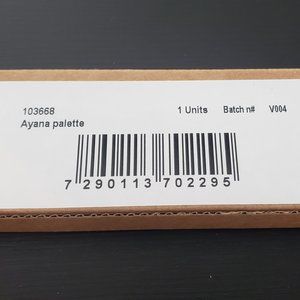 103668 1 Units Batch n# V004
Ayana palette
7 290113 702295